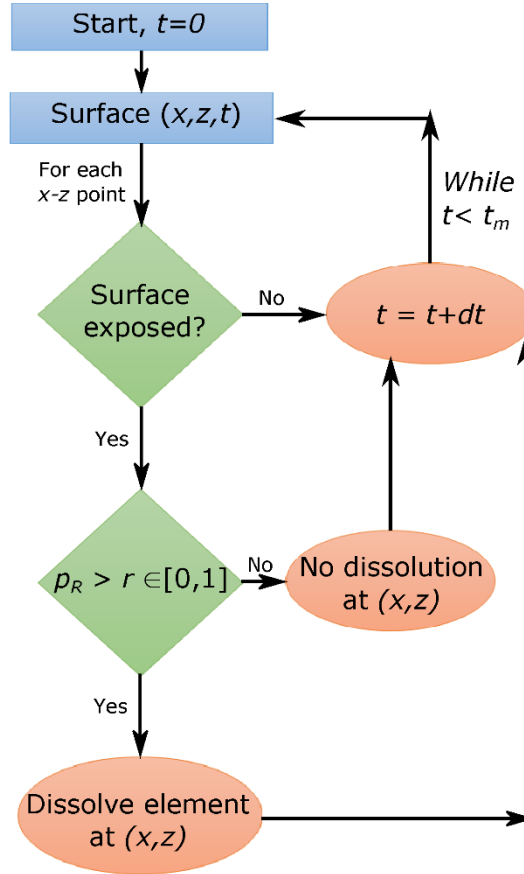 Start, t=0
Surface (x,z,t)
For each
x-z point
While
t< tₘ
Surface
exposed?
No
t = t+dt
Yes
p_R > r ∈[0,1]
No
No dissolution
at (x,z)
Yes
Dissolve element
at (x,z)